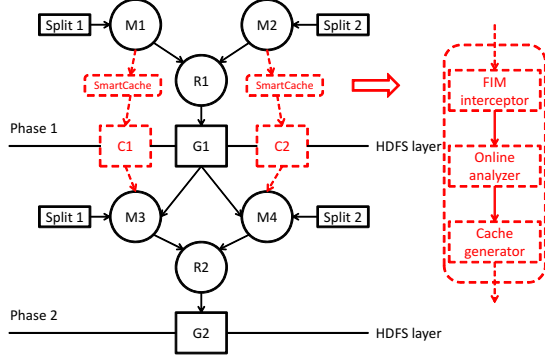 Split 1
M1
M2
Split 2
R1
SmartCache
SmartCache
FIM
interceptor
Phase 1
C1
G1
C2
HDFS layer
Online
analyzer
Split 1
M3
M4
Split 2
Cache
generator
R2
Phase 2
G2
HDFS layer